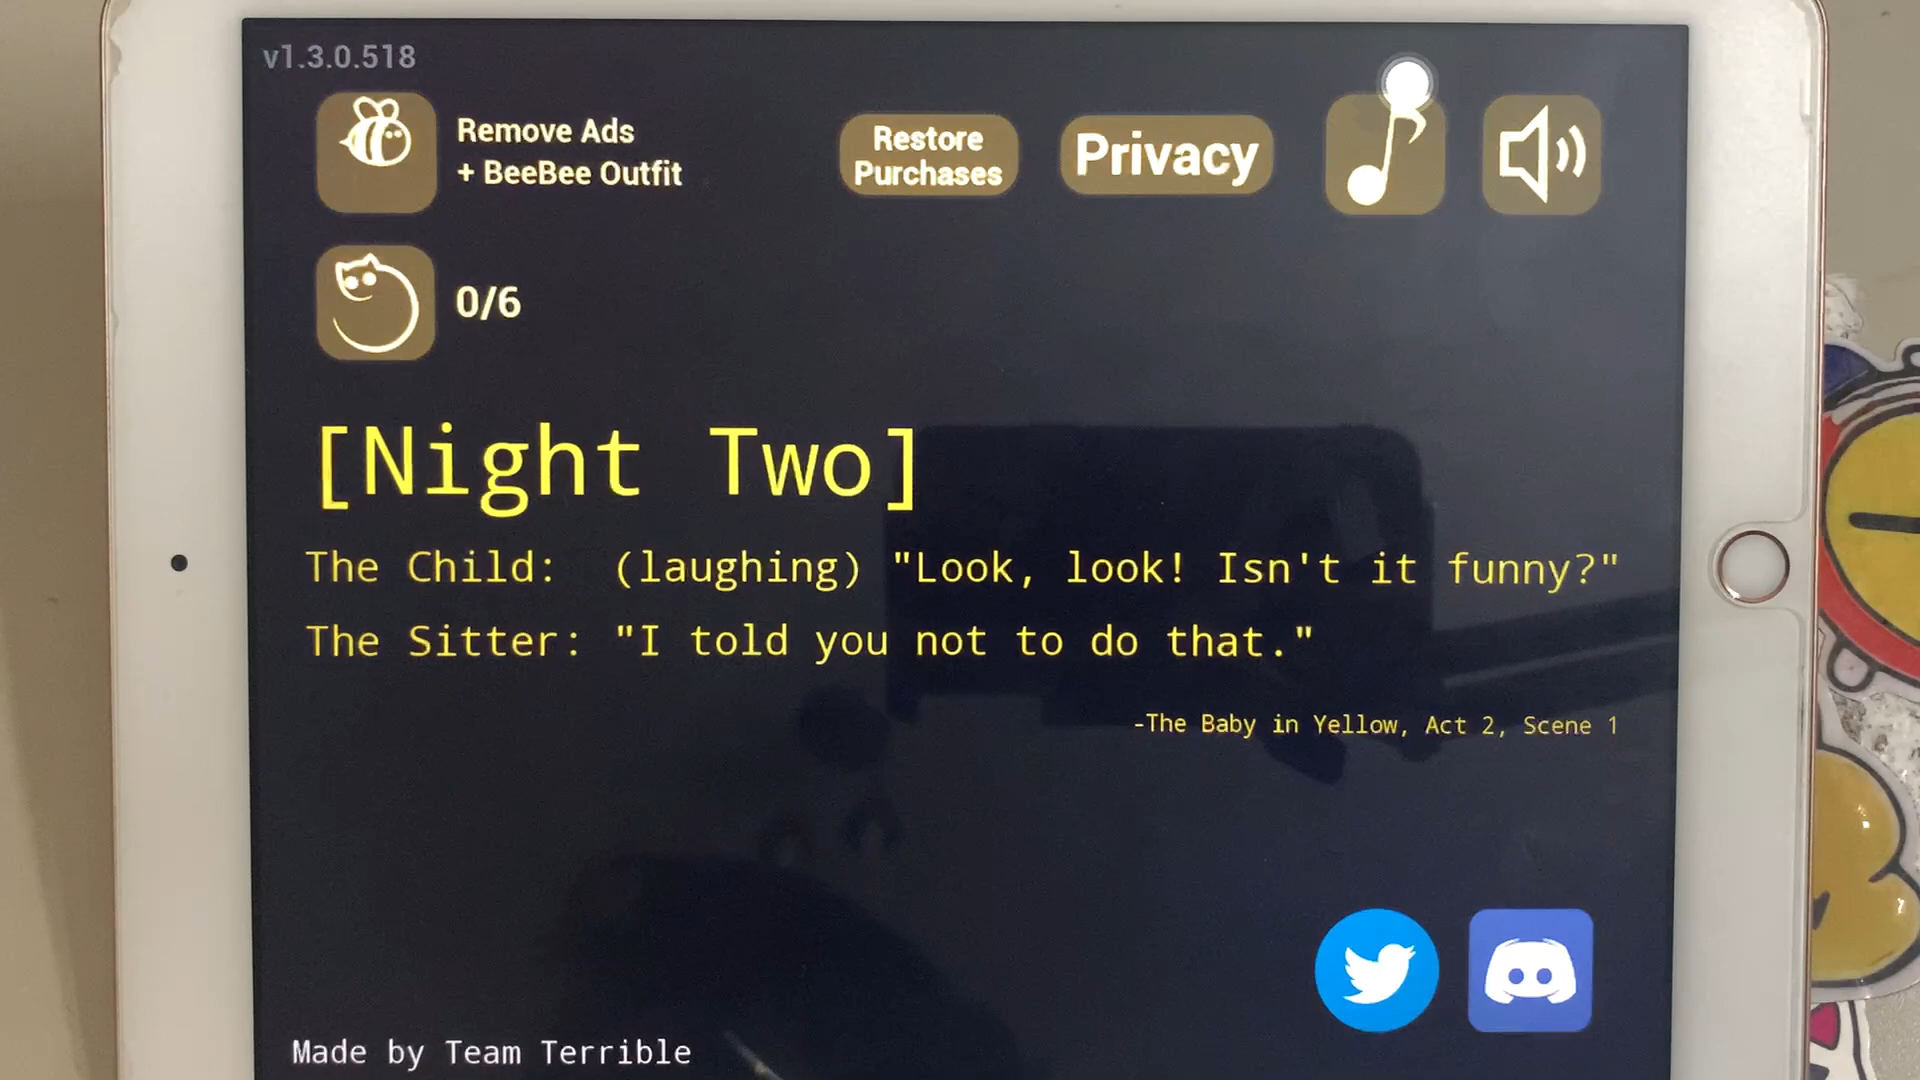 v1.3.0.518
Remove Ads
+ BeeBee Outfit
Restore
Purchases
Privacy
0/6
[Night Two]
The Child: (laughing) "Look, look! Isn't it funny?"
The Sitter: "I told you not to do that."
-The Baby in Yellow, Act 2, Scene 1
Made by Team Terrible